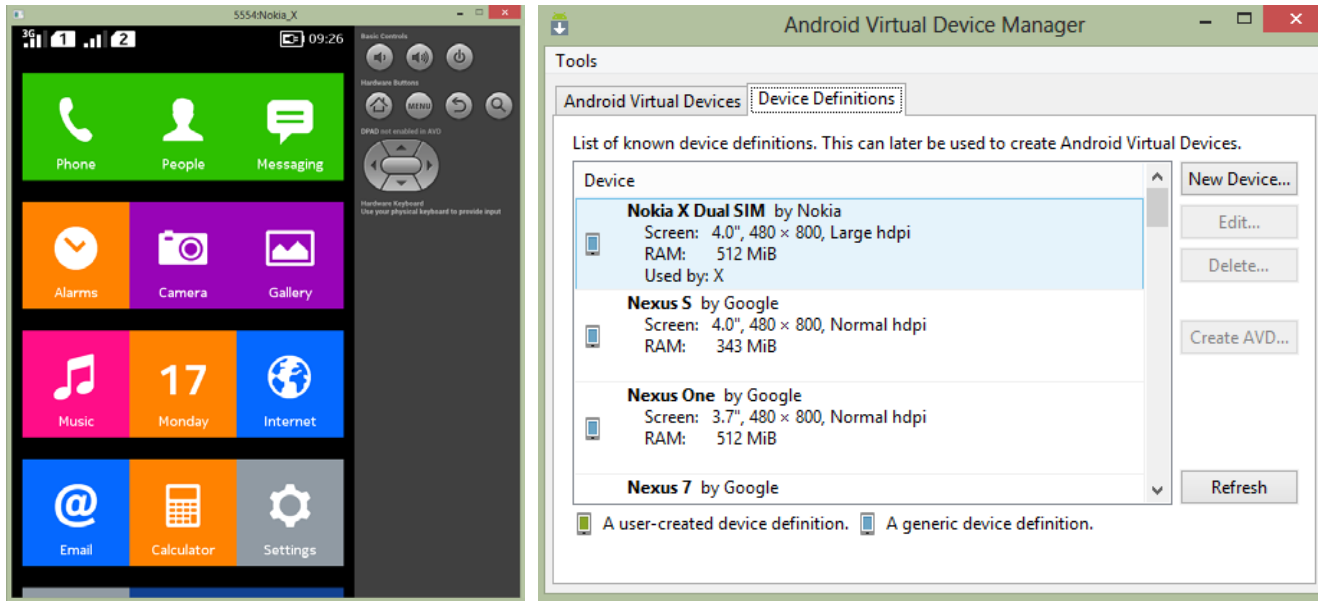 5554:Nokia_X
3G 1 2 09:26
Phone People Messaging
Alarms Camera Gallery
Music 17 Monday Internet
@ Email Calculator Settings
Basic Controls
Hardware Buttons
MENU
DPAD not enabled in AVD
Hardware Keyboard
Use your physical keyboard to provide input
Android Virtual Device Manager
Tools
Android Virtual Devices Device Definitions
List of known device definitions. This can later be used to create Android Virtual Devices.
Device
Nokia X Dual SIM by Nokia
Screen: 4.0", 480 × 800, Large hdpi
RAM: 512 MiB
Used by: X
Nexus S by Google
Screen: 4.0", 480 × 800, Normal hdpi
RAM: 343 MiB
Nexus One by Google
Screen: 3.7", 480 × 800, Normal hdpi
RAM: 512 MiB
Nexus 7 by Google
New Device...
Edit...
Delete...
Create AVD...
Refresh
A user-created device definition. A generic device definition.